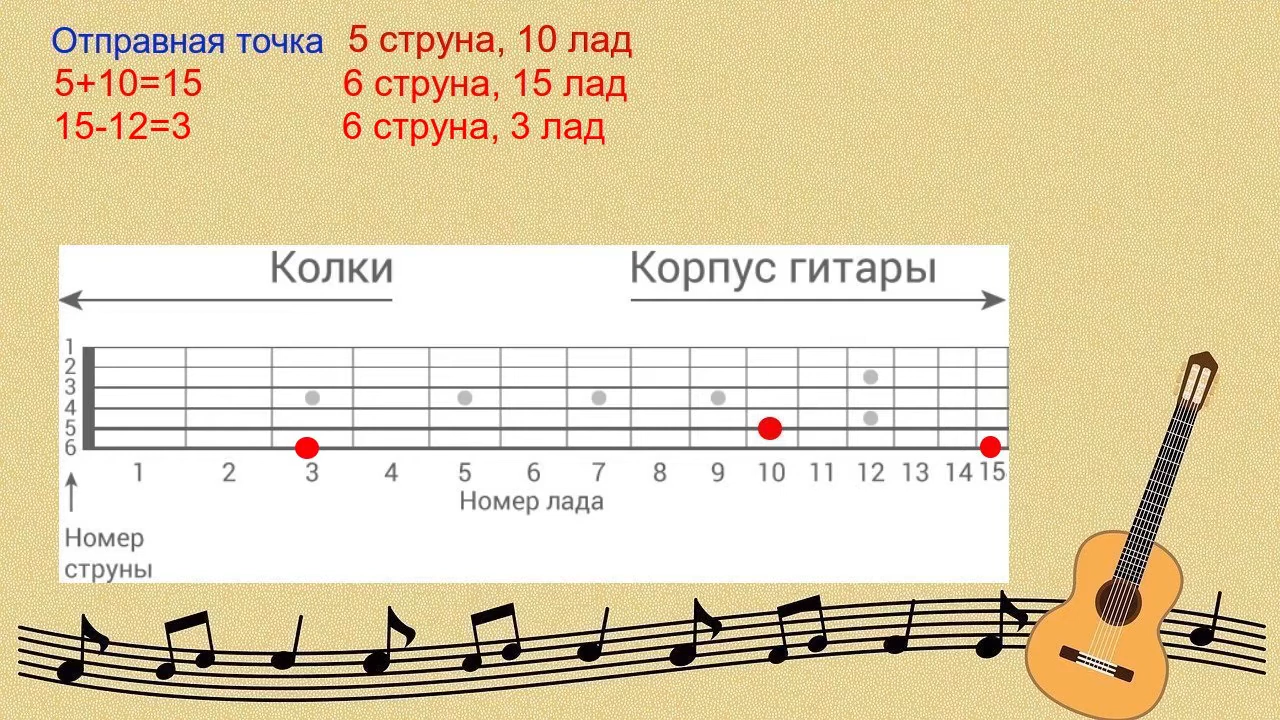 Отправная точка 5 струна, 10 лад
5+10=15 6 струна, 15 лад
15-12=3 6 струна, 3 лад
Колки Корпус гитары
1
2
3
4
5
6
1 2 3 4 5 6 7 8 9 10 11 12 13 14 15
Номер лада
Номер
струны